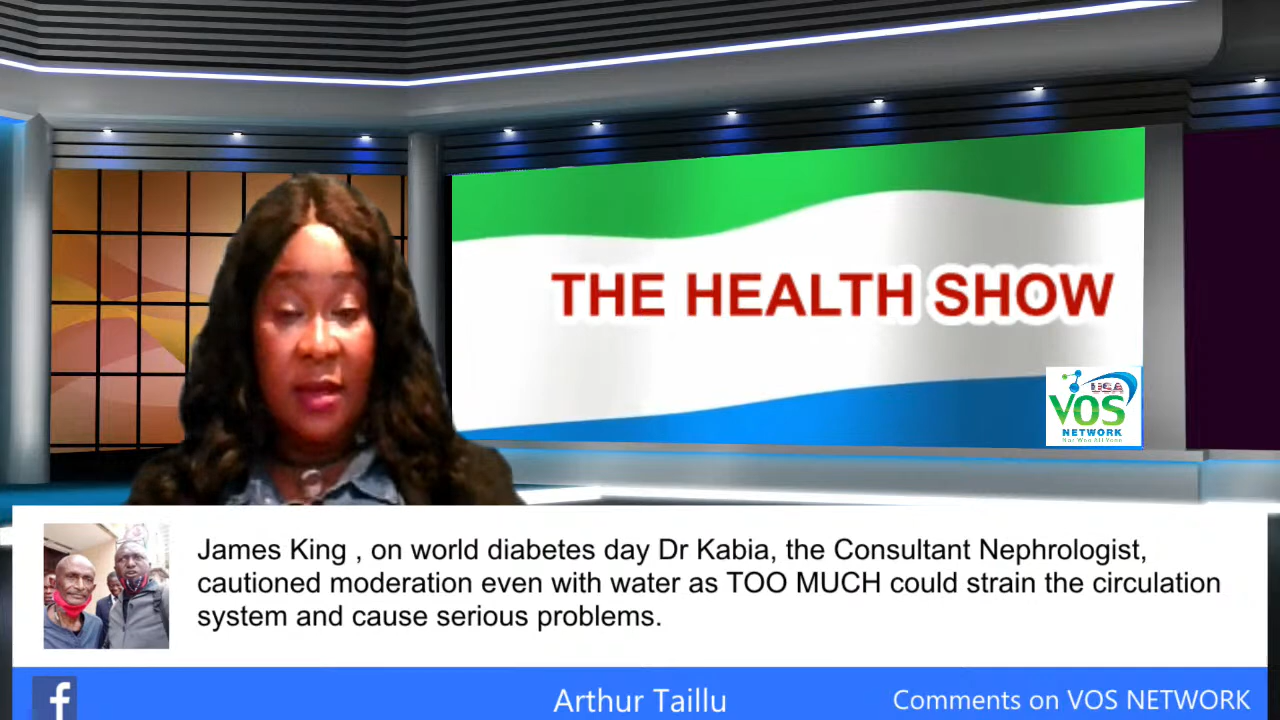 THE HEALTH SHOW
USA
VOS
NETWORK
James King , on world diabetes day Dr Kabia, the Consultant Nephrologist,
cautioned moderation even with water as TOO MUCH could strain the circulation
system and cause serious problems.
f
Arthur Taillu
Comments on VOS NETWORK